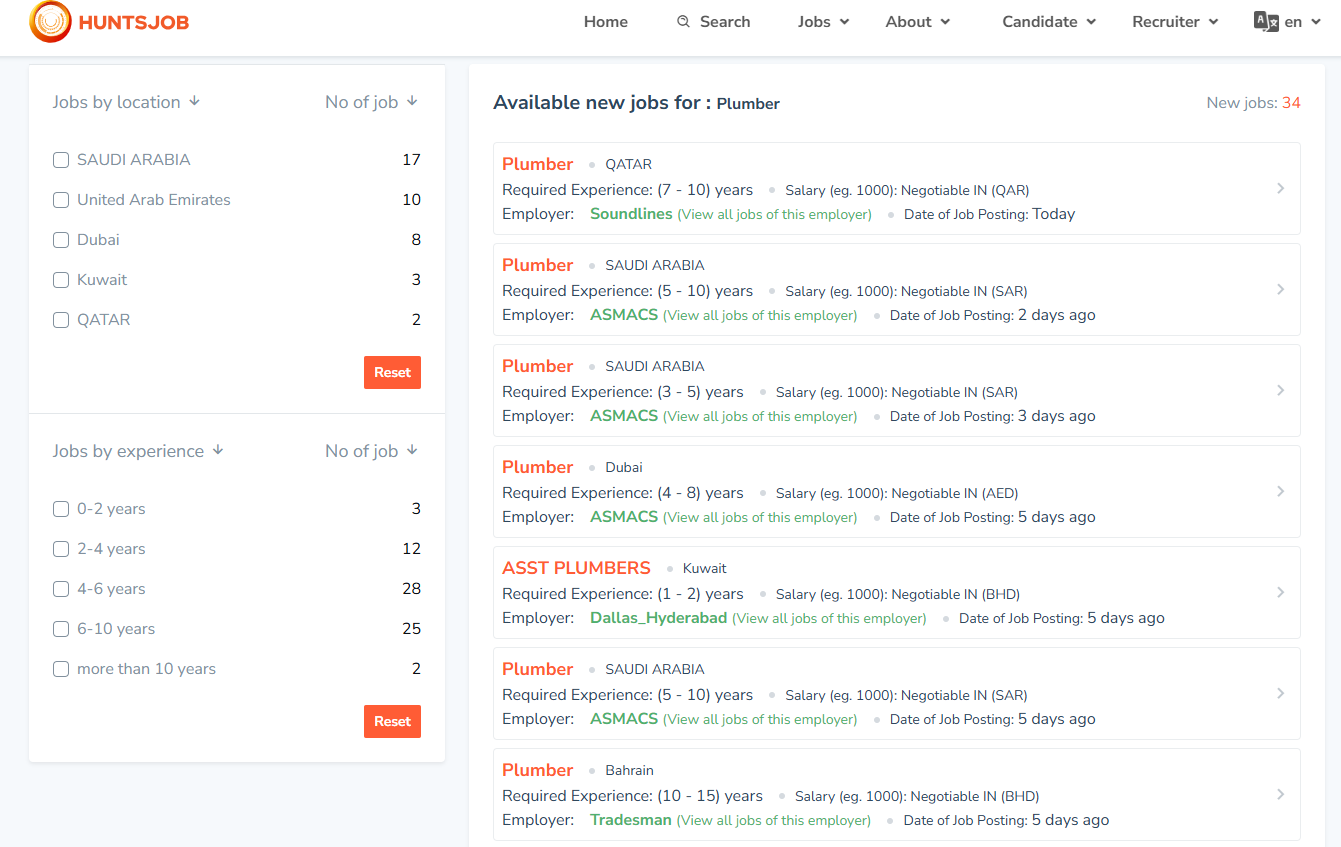 HUNTSJOB
Home Search Jobs About Candidate Recruiter en
Jobs by location No of job
SAUDI ARABIA 17
United Arab Emirates 10
Dubai 8
Kuwait 3
QATAR 2
Reset
Jobs by experience No of job
0-2 years 3
2-4 years 12
4-6 years 28
6-10 years 25
more than 10 years 2
Reset
Available new jobs for : Plumber New jobs: 34
Plumber QATAR
Required Experience: (7 - 10) years Salary (eg. 1000): Negotiable IN (QAR)
Employer: Soundlines (View all jobs of this employer) Date of Job Posting: Today
Plumber SAUDI ARABIA
Required Experience: (5 - 10) years Salary (eg. 1000): Negotiable IN (SAR)
Employer: ASMACS (View all jobs of this employer) Date of Job Posting: 2 days ago
Plumber SAUDI ARABIA
Required Experience: (3 - 5) years Salary (eg. 1000): Negotiable IN (SAR)
Employer: ASMACS (View all jobs of this employer) Date of Job Posting: 3 days ago
Plumber Dubai
Required Experience: (4 - 8) years Salary (eg. 1000): Negotiable IN (AED)
Employer: ASMACS (View all jobs of this employer) Date of Job Posting: 5 days ago
ASST PLUMBERS Kuwait
Required Experience: (1 - 2) years Salary (eg. 1000): Negotiable IN (BHD)
Employer: Dallas_Hyderabad (View all jobs of this employer) Date of Job Posting: 5 days ago
Plumber SAUDI ARABIA
Required Experience: (5 - 10) years Salary (eg. 1000): Negotiable IN (SAR)
Employer: ASMACS (View all jobs of this employer) Date of Job Posting: 5 days ago
Plumber Bahrain
Required Experience: (10 - 15) years Salary (eg. 1000): Negotiable IN (BHD)
Employer: Tradesman (View all jobs of this employer) Date of Job Posting: 5 days ago